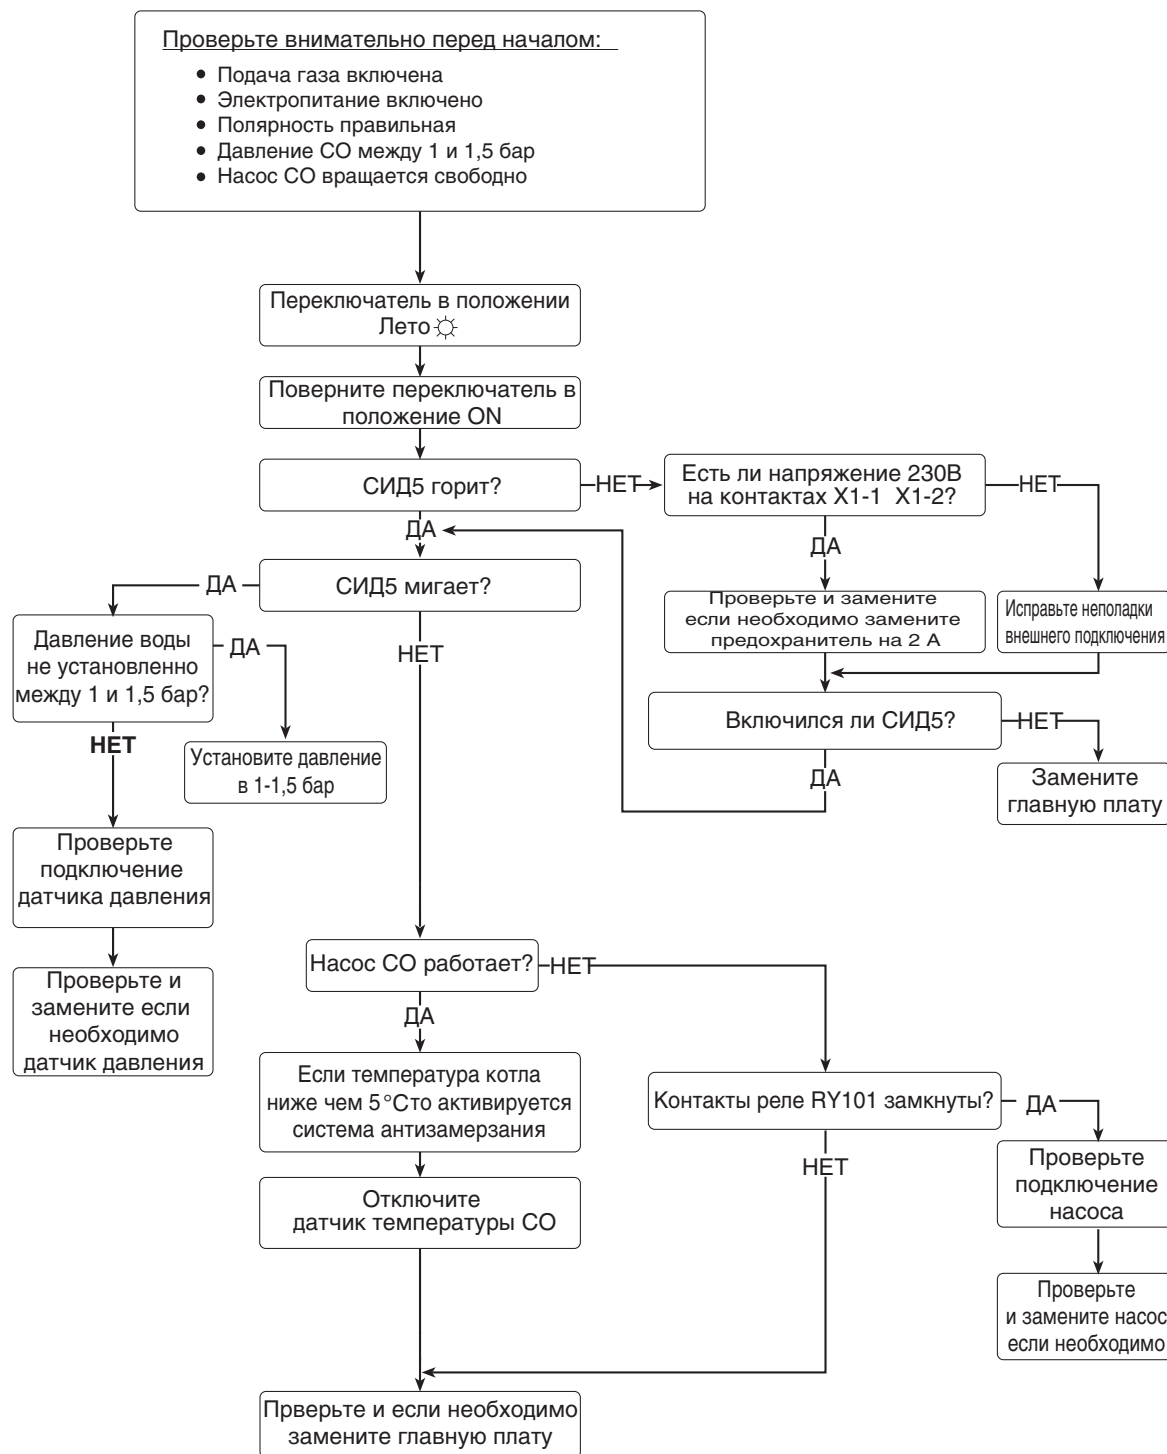 Проверьте внимательно перед началом:
• Подача газа включена
• Электропитание включено
• Полярность правильная
• Давление СО между 1 и 1,5 бар
• Насос СО вращается свободно
Переключатель в положении
Лето
Поверните переключатель в
положение ON
СИД5 горит?
НЕТ
Есть ли напряжение 230В
на контактах X1-1 X1-2?
НЕТ
ДА
ДА
СИД5 мигает?
ДА
Проверьте и замените
если необходимо замените
предохранитель на 2 А
Исправьте неполадки
внешнего подключения
Давление воды
не установленно
между 1 и 1,5 бар?
ДА
НЕТ
НЕТ
Включился ли СИД5?
НЕТ
ДА
Установите давление
в 1-1,5 бар
Замените
главную плату
Проверьте
подключение
датчика давления
Проверьте и
замените если
необходимо
датчик давления
Насос СО работает?
НЕТ
ДА
Если температура котла
ниже чем 5°Сто активируется
система антизамерзания
Контакты реле RY101 замкнуты?
ДА
НЕТ
Отключите
датчик температуры СО
Проверьте
подключение
насоса
Проверьте
и замените насос
если необходимо
Прверьте и если необходимо
замените главную плату